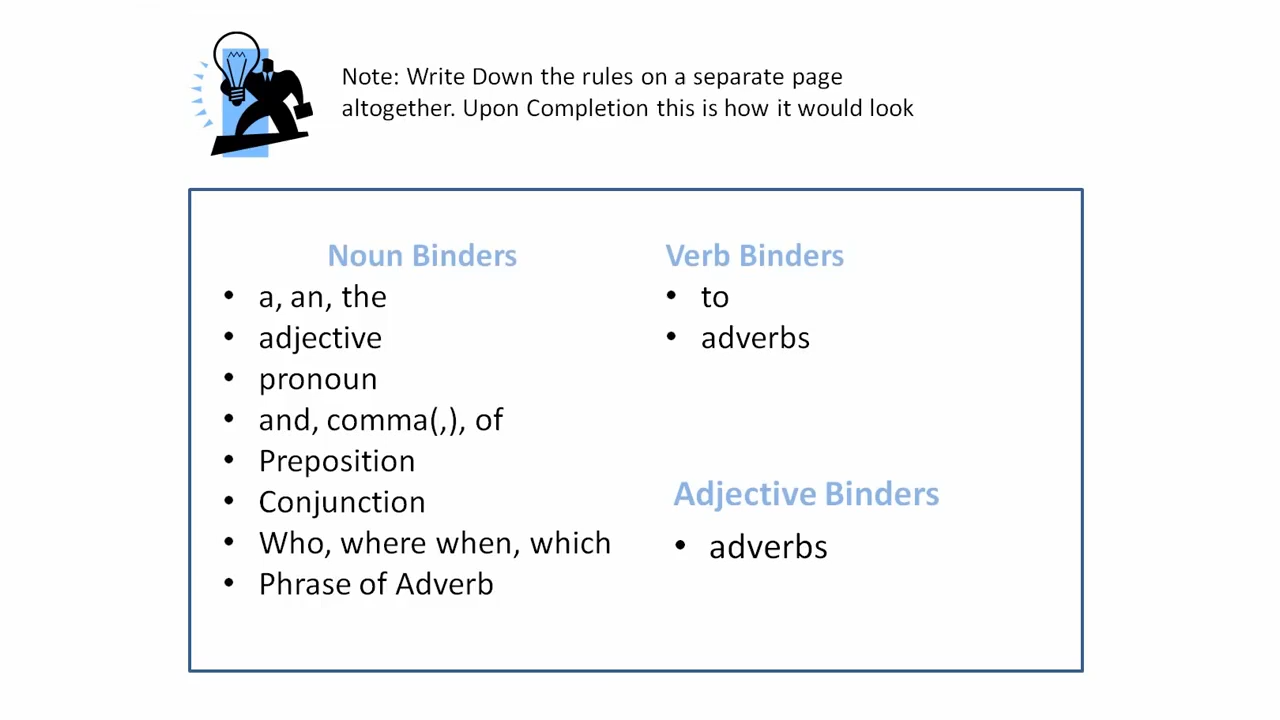 Note: Write Down the rules on a separate page
altogether. Upon Completion this is how it would look
Noun Binders
• a, an, the
• adjective
• pronoun
• and, comma(,), of
• Preposition
• Conjunction
• Who, where when, which
• Phrase of Adverb
Verb Binders
• to
• adverbs
Adjective Binders
• adverbs